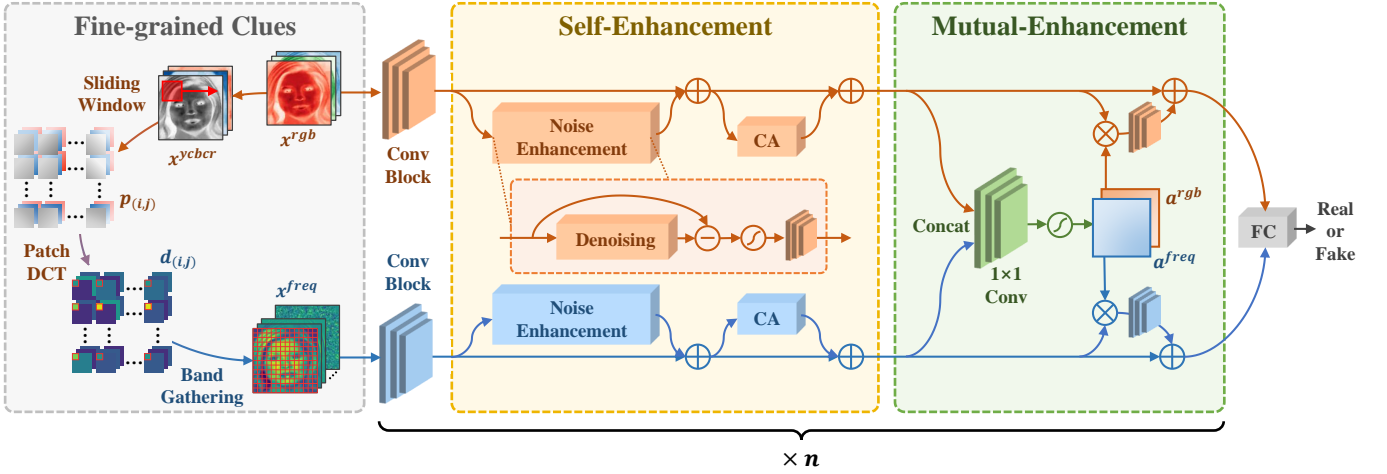 Fine-grained Clues
Sliding
Window
x^{ycbcr}
x^{rgb}
p_{(i,j)}
Patch
DCT
d_{(i,j)}
x^{freq}
Band
Gathering
Conv
Block
Conv
Block
Self-Enhancement
Noise
Enhancement
CA
Denoising
Noise
Enhancement
CA
Mutual-Enhancement
Concat
1×1
Conv
a^{rgb}
a^{freq}
FC
Real
or
Fake
× n